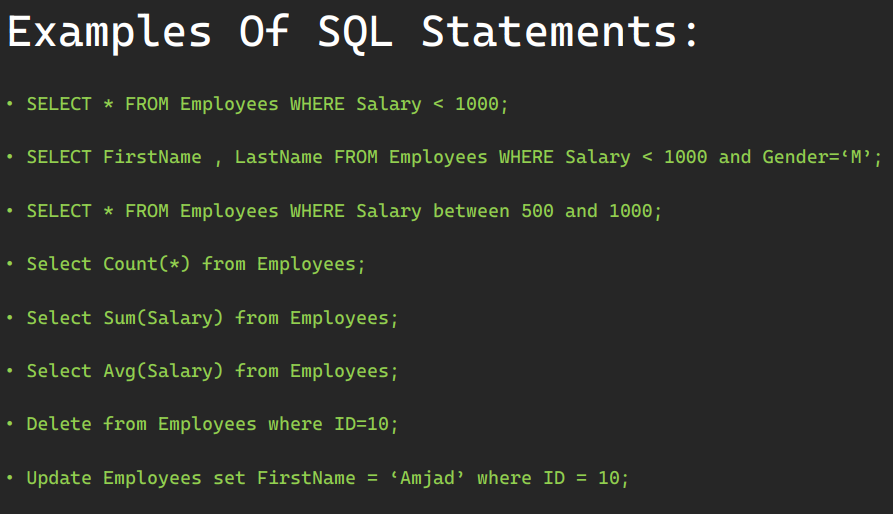 Examples Of SQL Statements:
• SELECT * FROM Employees WHERE Salary < 1000;
• SELECT FirstName , LastName FROM Employees WHERE Salary < 1000 and Gender=‘M’;
• SELECT * FROM Employees WHERE Salary between 500 and 1000;
• Select Count(*) from Employees;
• Select Sum(Salary) from Employees;
• Select Avg(Salary) from Employees;
• Delete from Employees where ID=10;
• Update Employees set FirstName = ‘Amjad’ where ID = 10;